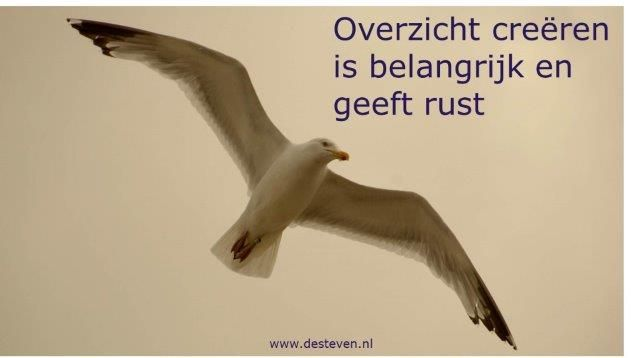 Overzicht creëren
is belangrijk en
geeft rust
www.desteven.nl